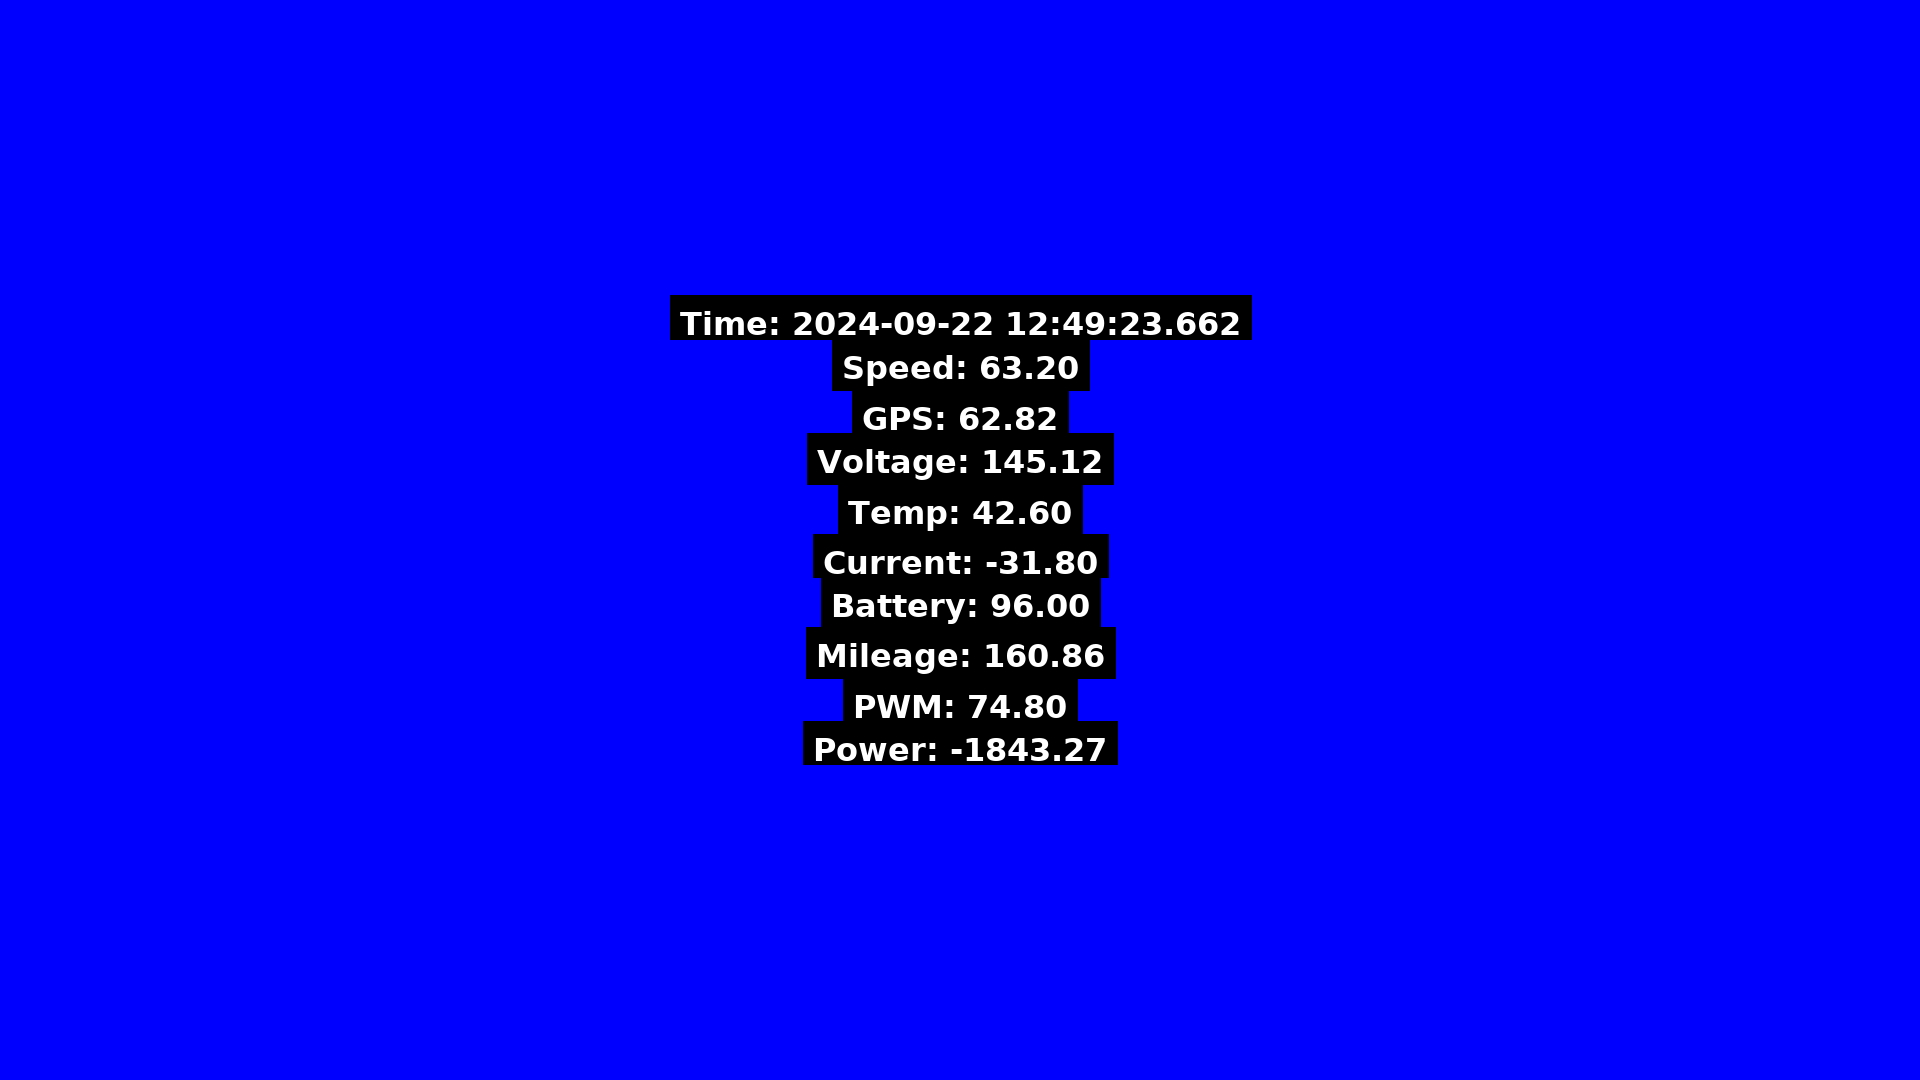 Time: 2024-09-22 12:49:23.662
Speed: 63.20
GPS: 62.82
Voltage: 145.12
Temp: 42.60
Current: -31.80
Battery: 96.00
Mileage: 160.86
PWM: 74.80
Power: -1843.27